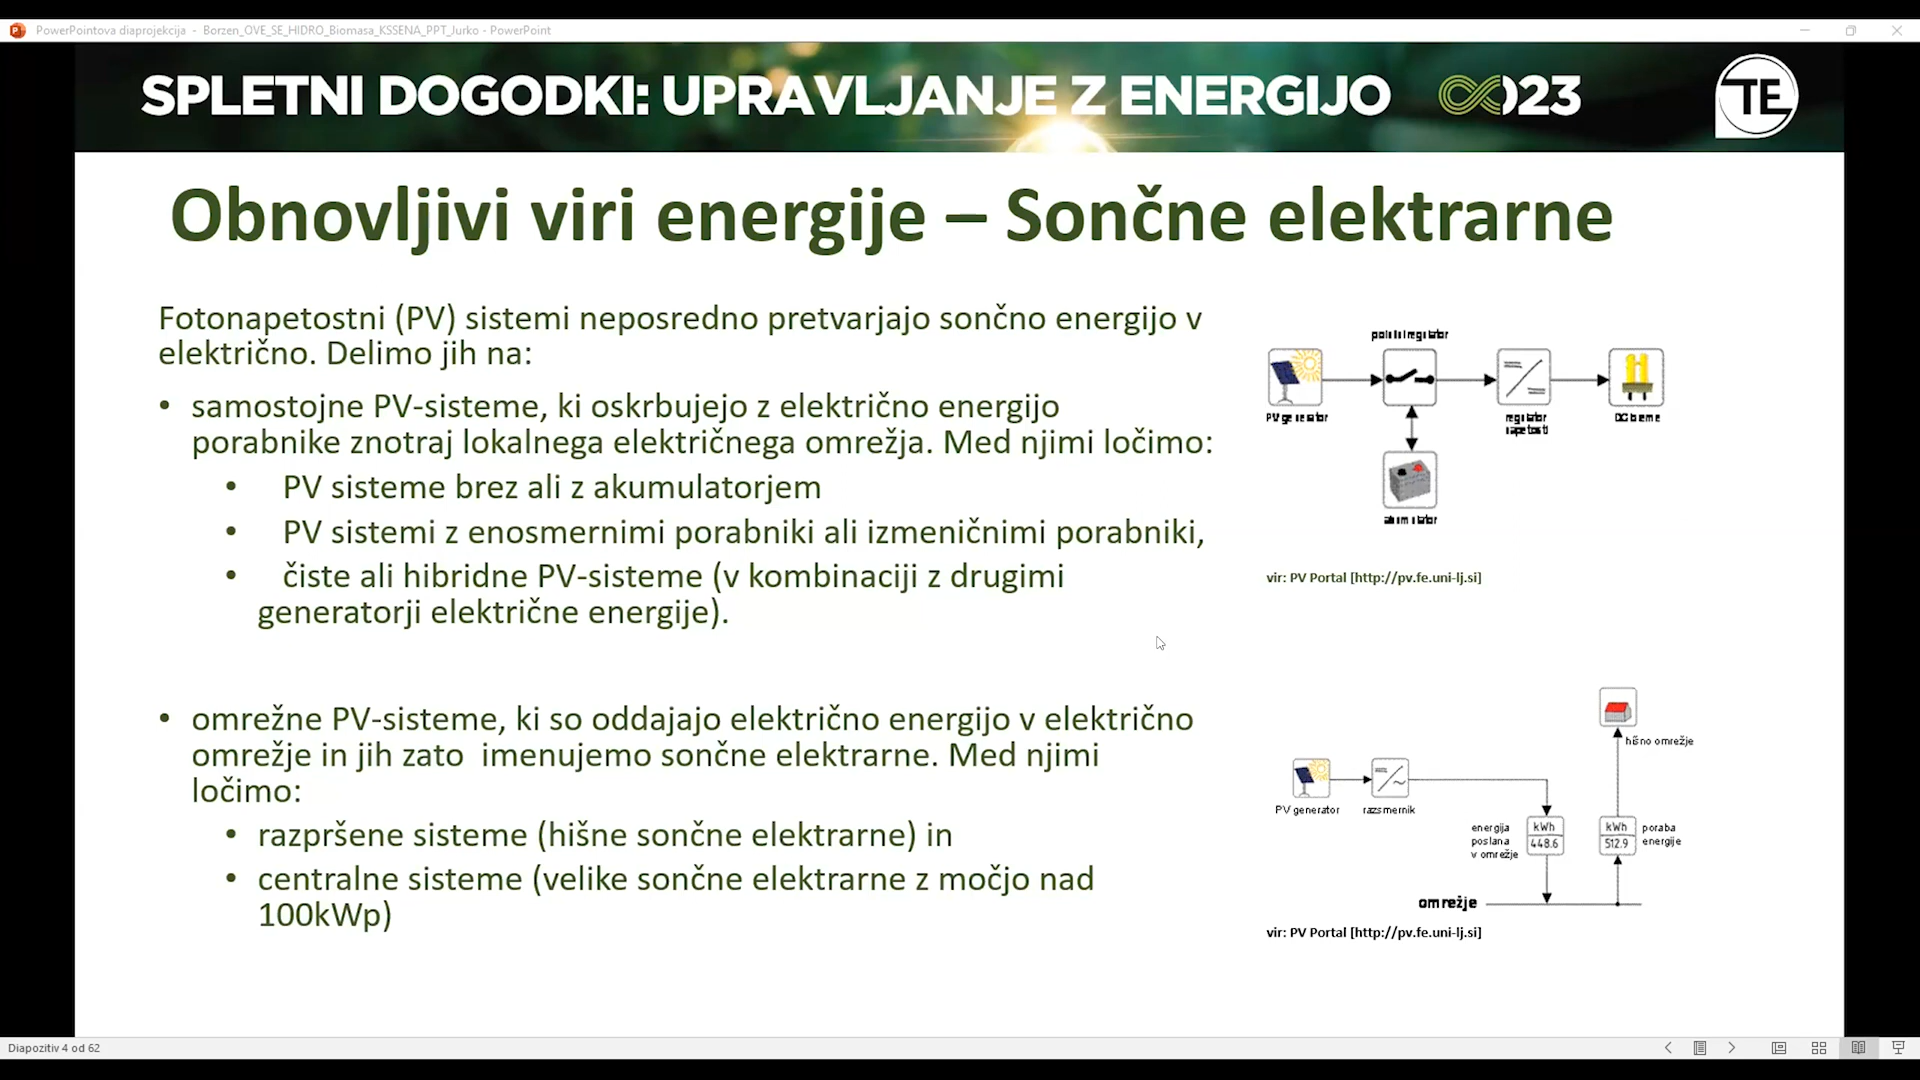 PowerPointova diaprojekcija - Borzen_OVE_SE_HIDRO_Biomasa_KSSENA_PPT_Jurko - PowerPoint
SPLETNI DOGODKI: UPRAVLJANJE Z ENERGIJO
023
TE
Obnovljivi viri energije – Sončne elektrarne
Fotonapetostni (PV) sistemi neposredno pretvarjajo sončno energijo v
električno. Delimo jih na:
• samostojne PV-sisteme, ki oskrbujejo z električno energijo
porabnike znotraj lokalnega električnega omrežja. Med njimi ločimo:
• PV sisteme brez ali z akumulatorjem
• PV sistemi z enosmernimi porabniki ali izmeničnimi porabniki,
• čiste ali hibridne PV-sisteme (v kombinaciji z drugimi
generatorji električne energije).
• omrežne PV-sisteme, ki so oddajajo električno energijo v električno
omrežje in jih zato imenujemo sončne elektrarne. Med njimi
ločimo:
• razpršene sisteme (hišne sončne elektrarne) in
• centralne sisteme (velike sončne elektrarne z močjo nad
100kWp)
PV generator
regulator
napetosti
vir: PV Portal [http://pv.fe.uni-lj.si]
hišno omrežje
PV generator
razsmernik
energija
poslana
v omrežje
kWh
448.6
kWh
512.9
poraba
energije
omrežje
vir: PV Portal [http://pv.fe.uni-lj.si]
Diapozitiv 4 od 62